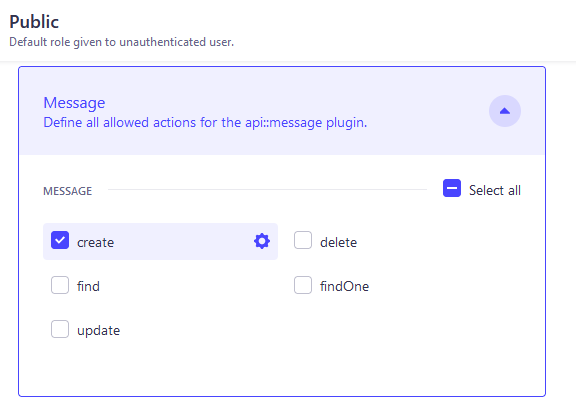 Public
Default role given to unauthenticated user.
Message
Define all allowed actions for the api::message plugin.
MESSAGE
Select all
create
delete
find
findOne
update